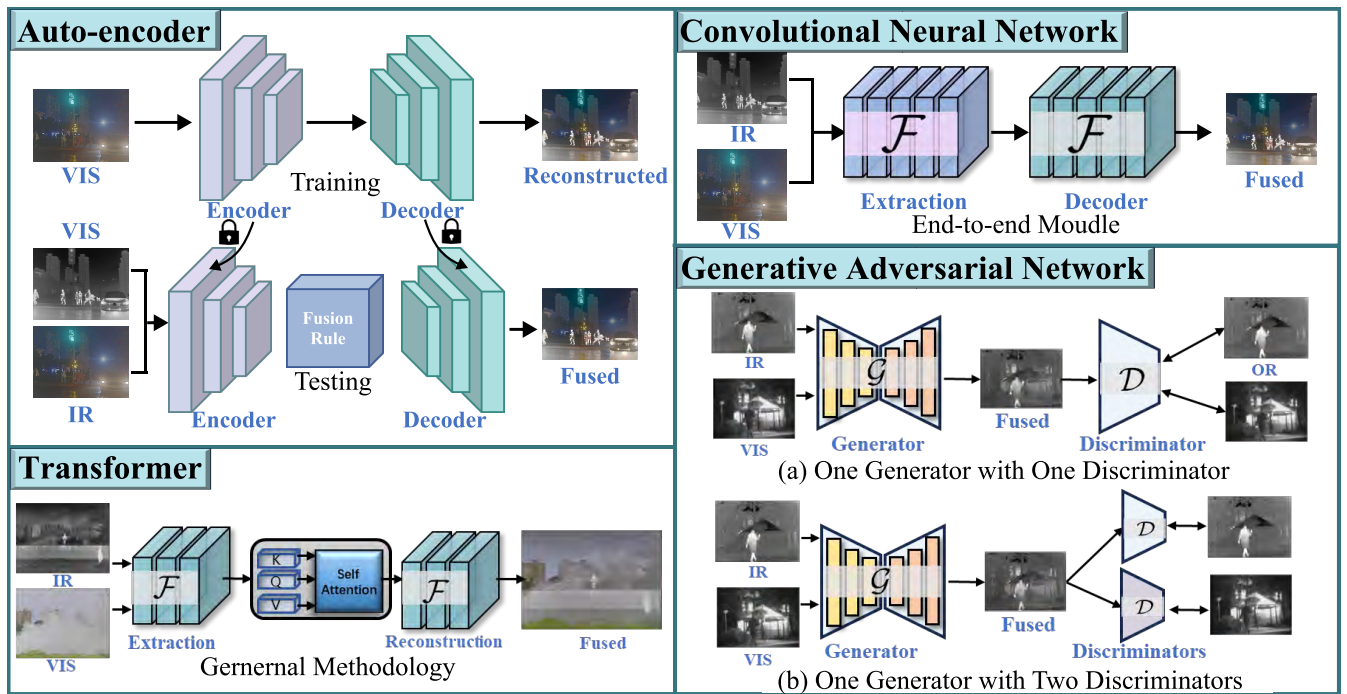 Auto-encoder
VIS
Training
Reconstructed
Encoder
Decoder
VIS
Fusion
Rule
Testing
Fused
IR
Encoder
Decoder
Transformer
IR
VIS
F
Extraction
K
Q
V
Self
Attention
F
Reconstruction
Fused
Gernernal Methodology
Convolutional Neural Network
IR
VIS
F
Extraction
F
Decoder
Fused
End-to-end Moudle
Generative Adversarial Network
IR
VIS
G
Generator
Fused
D
Discriminator
OR
(a) One Generator with One Discriminator
IR
VIS
G
Generator
Fused
D
D
Discriminators
(b) One Generator with Two Discriminators